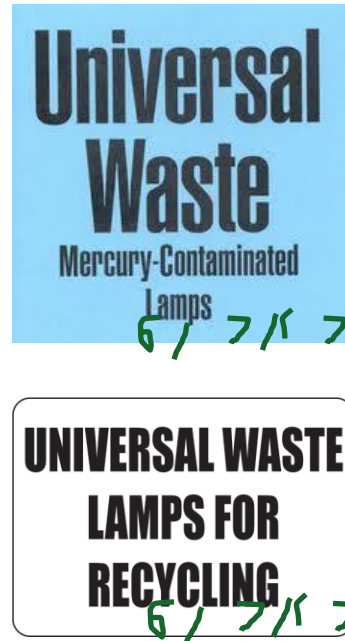 Universal
Waste
Mercury-Contaminated
Lamps
UNIVERSAL WASTE
LAMPS FOR
RECYCLING